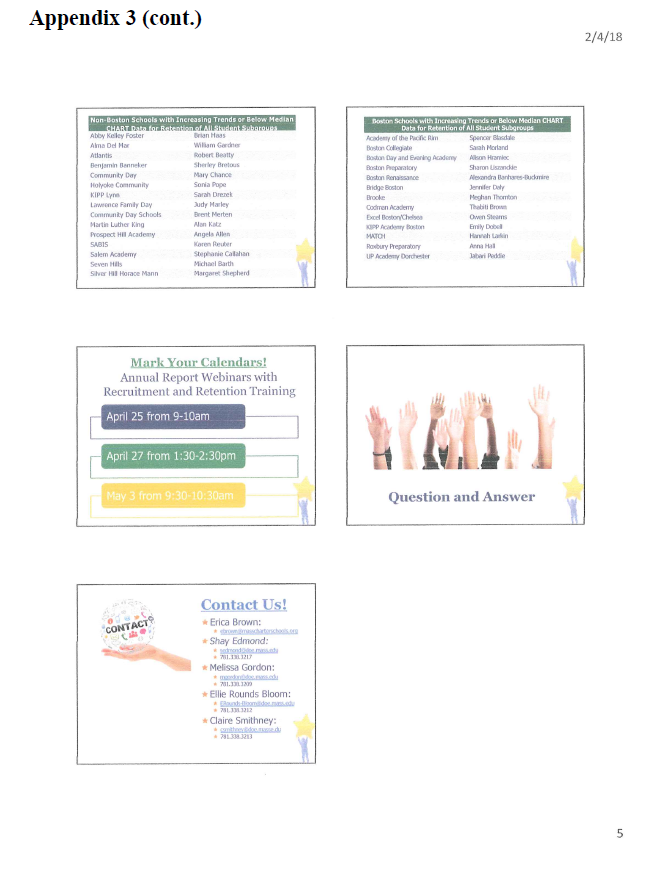 Appendix 3 (cont.)
2/4/18
Non-Boston Schools with Increasing Trends or Below Median
CHART Data for Retention of All Student Subgroups
Abby Kelley Foster Brian Haas
Alma Del Mar William Gardner
Atlantis Robert Beatty
Benjamin Banneker Sherley Bretous
Community Day Mary Chance
Holyoke Community Sonia Pope
KIPP Lynn Sarah Drezek
Lawrence Family Day Judy Marley
Community Day Schools Brent Merten
Martin Luther King Alan Katz
Prospect Hill Academy Angela Allen
SABIS Karen Reuter
Salem Academy Stephanie Callahan
Seven Hills Michael Barth
Silver Hill Horace Mann Margaret Shepherd
Boston Schools with Increasing Trends or Below Median CHART
Data for Retention of All Student Subgroups
Academy of the Pacific Rim Spencer Blasdale
Boston Collegiate Sarah Morland
Boston Day and Evening Academy Alison Hramiec
Boston Preparatory Sharon Liszanckie
Boston Renaissance Alexandra Banhares-Buckmire
Bridge Boston Jennifer Daly
Brooke Meghan Thornton
Codman Academy Thabiti Brown
Excel Boston/Chelsea Owen Stearns
KIPP Academy Boston Emily Dobell
MATCH Hannah Larkin
Roxbury Preparatory Anna Hall
UP Academy Dorchester Jabari Peddie
Mark Your Calendars!
Annual Report Webinars with
Recruitment and Retention Training
April 25 from 9-10am
April 27 from 1:30-2:30pm
May 3 from 9:30-10:30am
Question and Answer
CONTACT
Contact Us!
Erica Brown:
ebrown@masscharterschools.org
Shay Edmond:
sedmond@doe.mass.edu
781.338.3217
Melissa Gordon:
mgordon@doe.mass.edu
781.338.3209
Ellie Rounds Bloom:
ERounds-Bloom@doe.mass.edu
781.338.3212
Claire Smithney:
781.338.3213
5